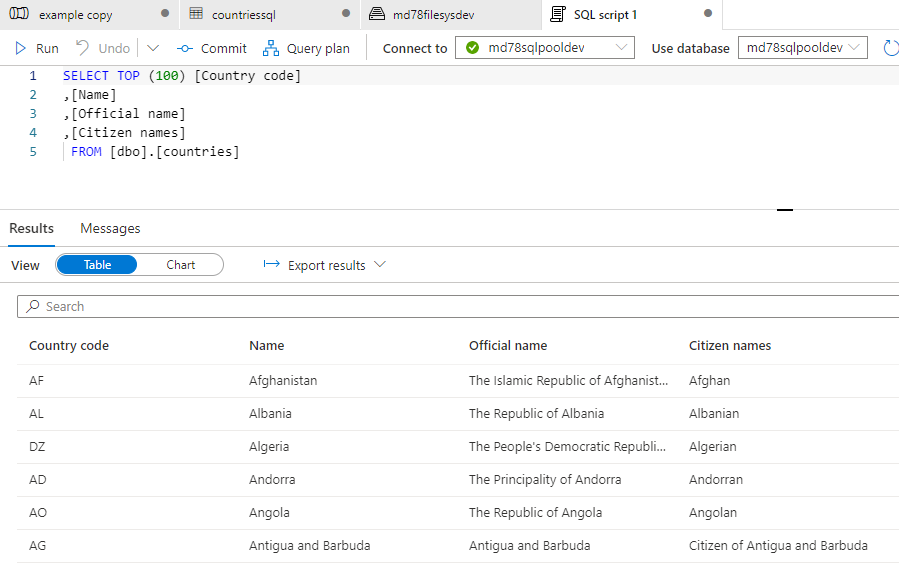 example copy countriessql md78filesysdev SQL script 1
Run Undo Commit Query plan Connect to md78sqlpooldev Use database md78sqlpooldev
1 SELECT TOP (100) [Country code]
2 ,[Name]
3 ,[Official name]
4 ,[Citizen names]
5 FROM [dbo].[countries]
Results Messages
View Table Chart Export results
Search
Country code Name Official name Citizen names
AF Afghanistan The Islamic Republic of Afghanist... Afghan
AL Albania The Republic of Albania Albanian
DZ Algeria The People's Democratic Republi... Algerian
AD Andorra The Principality of Andorra Andorran
AO Angola The Republic of Angola Angolan
AG Antigua and Barbuda Antigua and Barbuda Citizen of Antigua and Barbuda